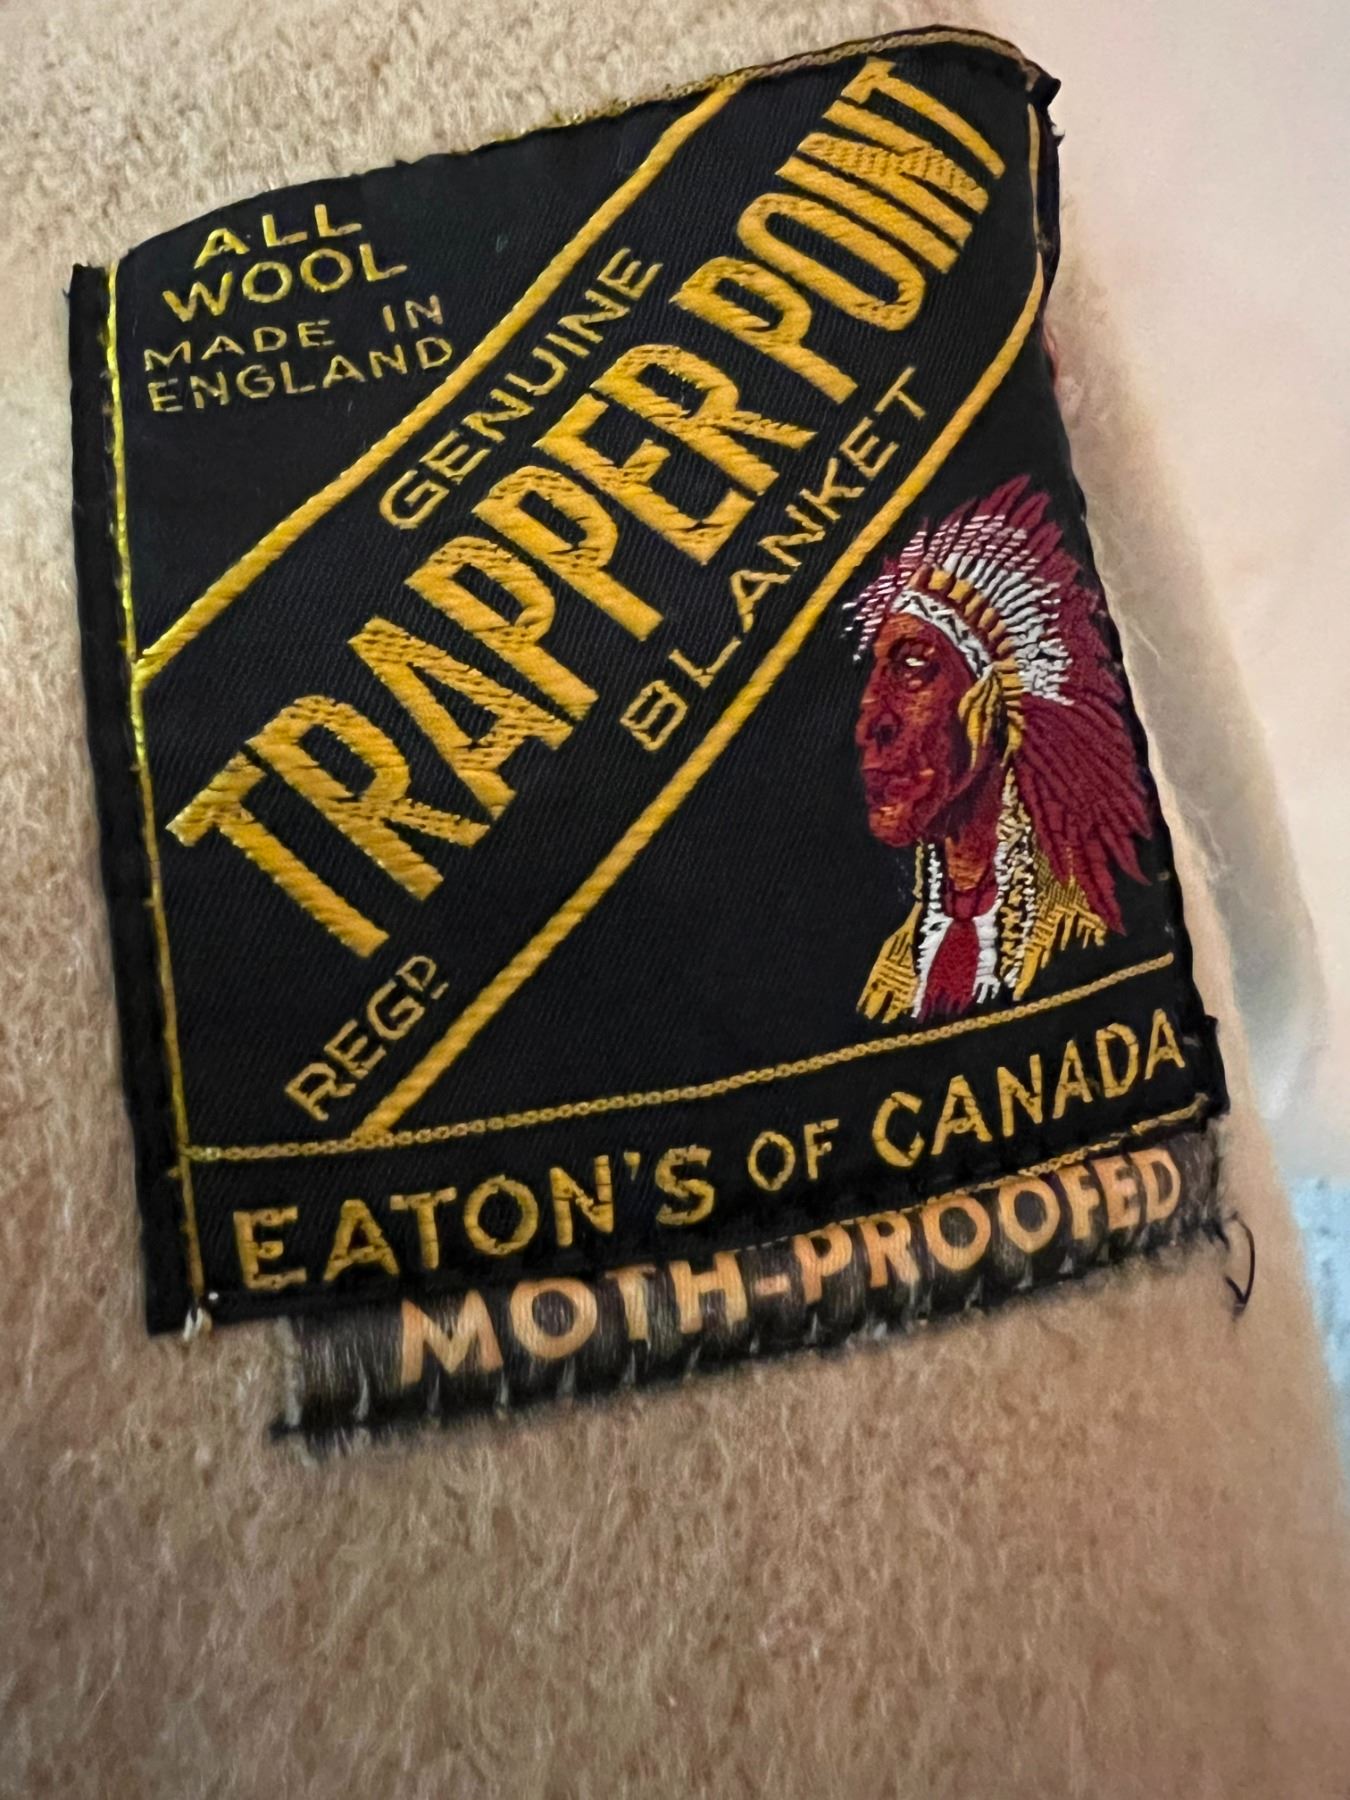 ALL
WOOL
MADE IN
ENGLAND
GENUINE
TRAPPER POINT
BLANKET
REGD
EATON'S OF CANADA
MOTH-PROOFED